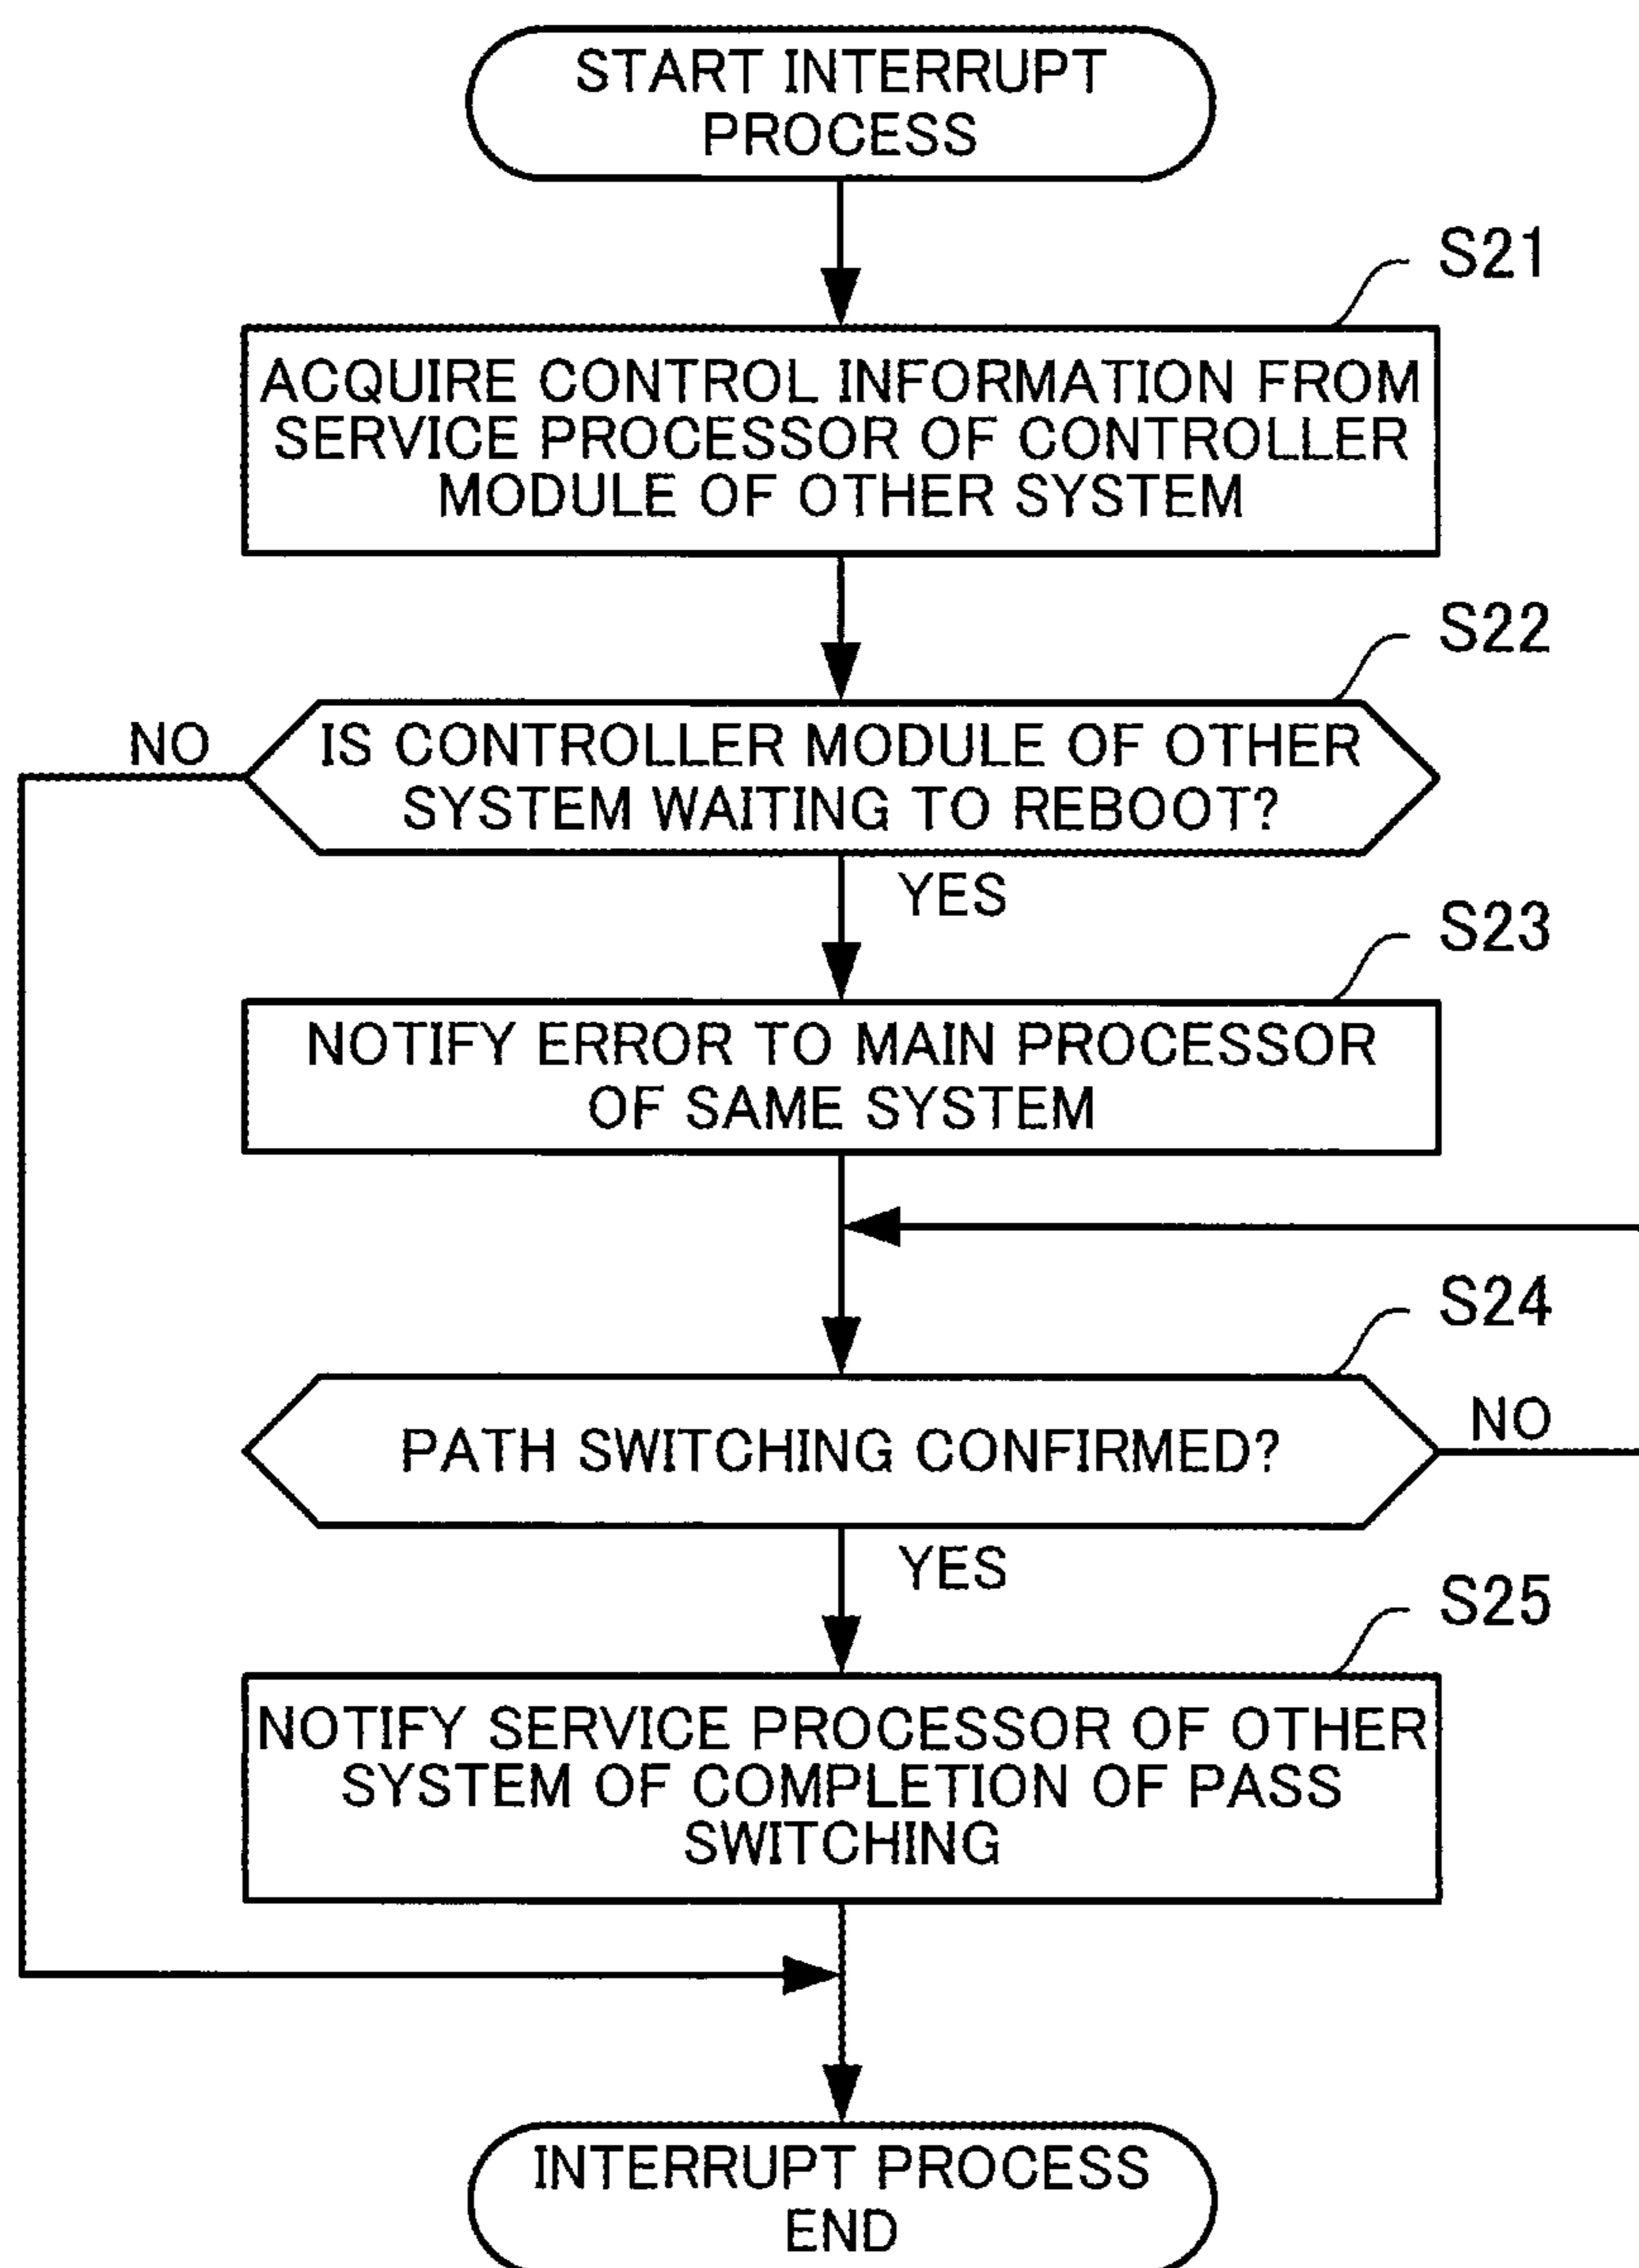 START INTERRUPT
PROCESS
S21
ACQUIRE CONTROL INFORMATION FROM
SERVICE PROCESSOR OF CONTROLLER
MODULE OF OTHER SYSTEM
S22
NO
IS CONTROLLER MODULE OF OTHER
SYSTEM WAITING TO REBOOT?
YES
S23
NOTIFY ERROR TO MAIN PROCESSOR
OF SAME SYSTEM
S24
PATH SWITCHING CONFIRMED?
NO
YES
S25
NOTIFY SERVICE PROCESSOR OF OTHER
SYSTEM OF COMPLETION OF PASS
SWITCHING
INTERRUPT PROCESS
END